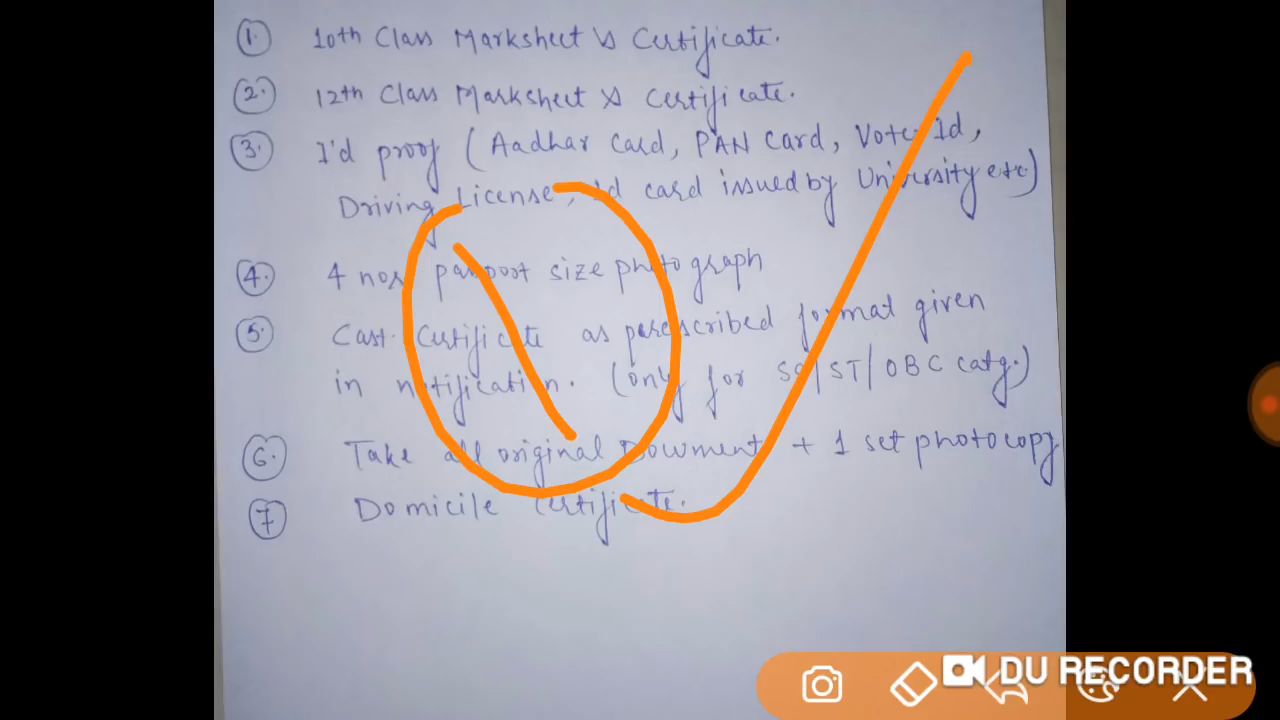 1. 10th Class Marksheet & Certificate.
2. 12th Class Marksheet & Certificate.
3. I'd proof (Aadhar Card, PAN Card, Voter Id,
Driving License, Id card issued by University etc)
4. 4 nos passport size photograph
5. Cast Certificate as prescribed format given
in notification. (only for SC/ST/OBC catg.)
6. Take all original Document + 1 set photocopy
7 Domicile Certificate.
DU RECORDER